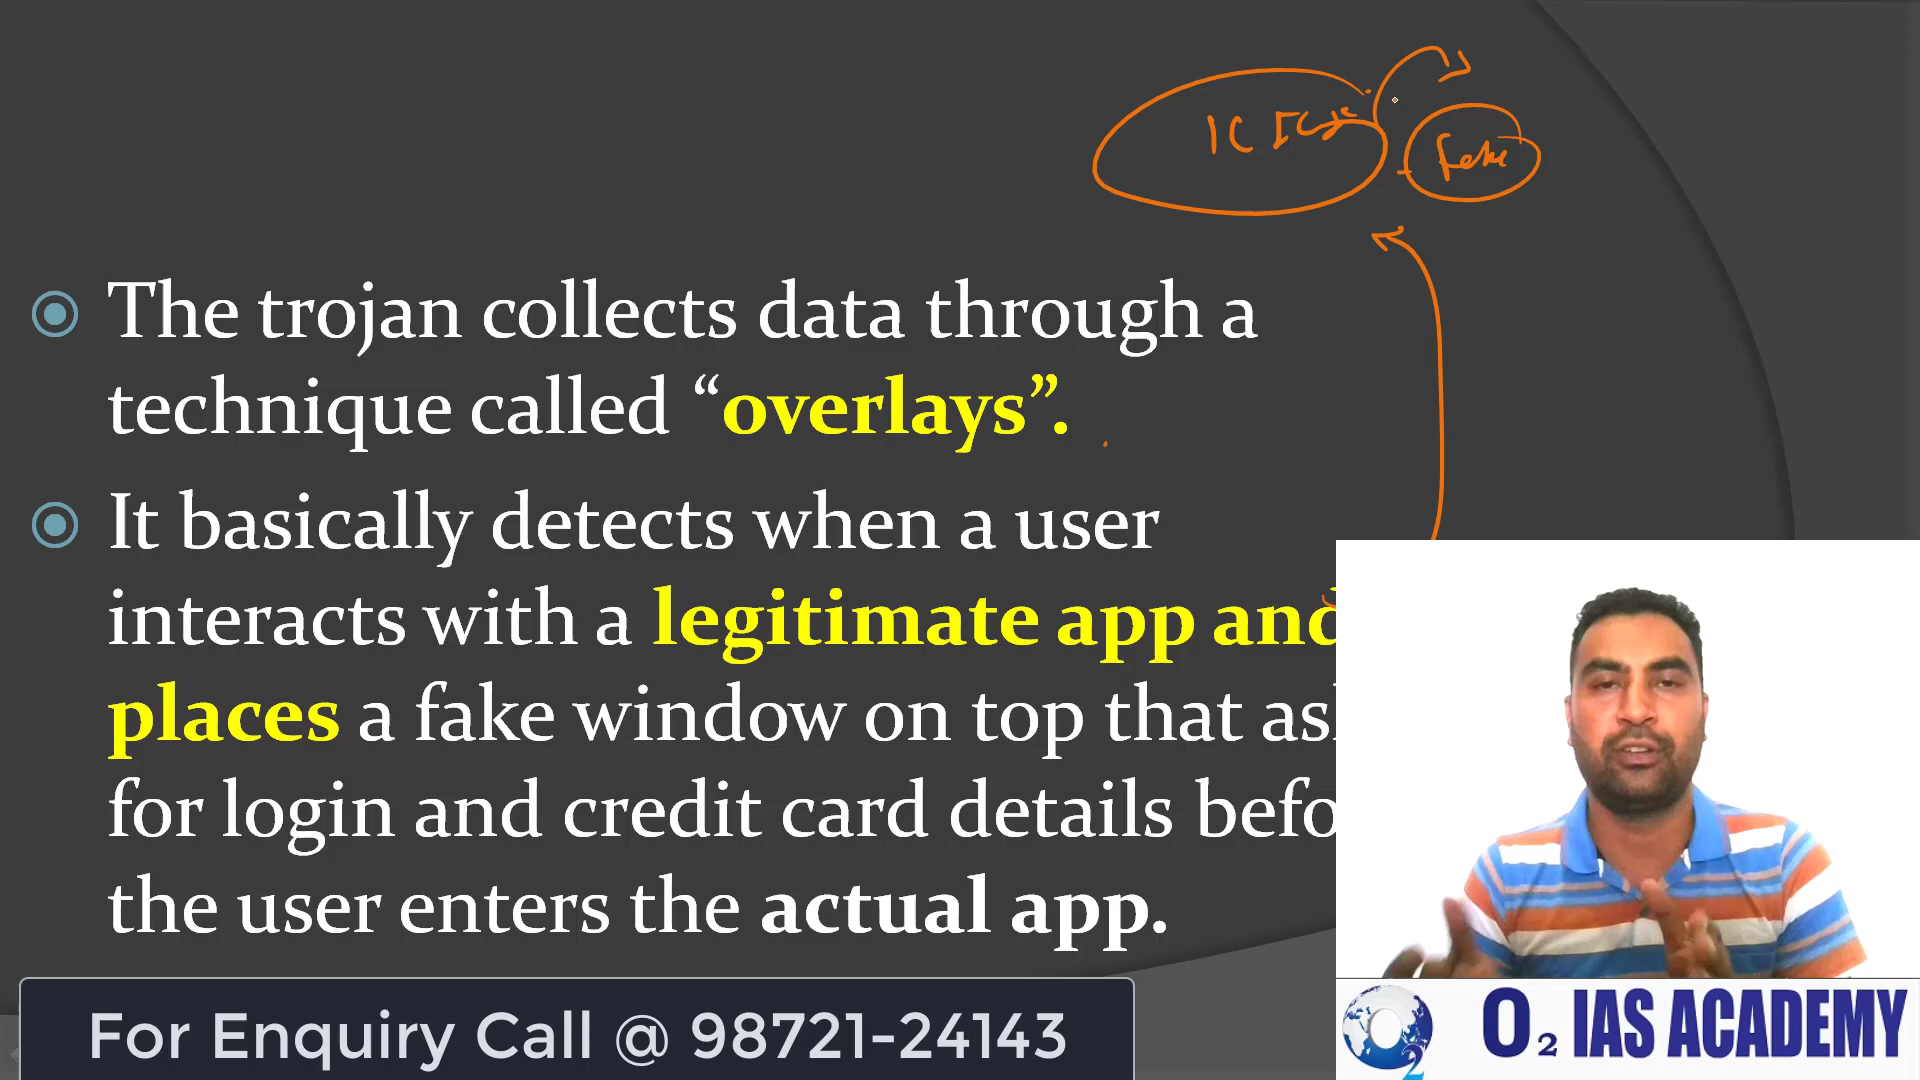 Fake
The trojan collects data through a
technique called “overlays”.
It basically detects when a user
interacts with a legitimate app and
places a fake window on top that as
for login and credit card details befo
the user enters the actual app.
For Enquiry Call @ 98721-24143
O2 IAS ACADEMY